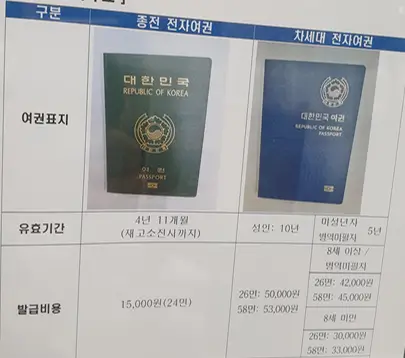 구분
종전 전자여권
차세대 전자여권
여권표지
대한민국
REPUBLIC OF KOREA
여권
PASSPORT
대한민국 여권
REPUBLIC OF KOREA
PASSPORT
유효기간
4년 11개월
(재고소진시까지)
성인: 10년
미성년자
병역미필자
5년
발급비용
15,000원(24면)
26면: 50,000원
58면: 53,000원
8세 이상 /
병역미필자
26면: 42,000원
58면: 45,000원
8세 미만
26면: 30,000원
58면: 33,000원